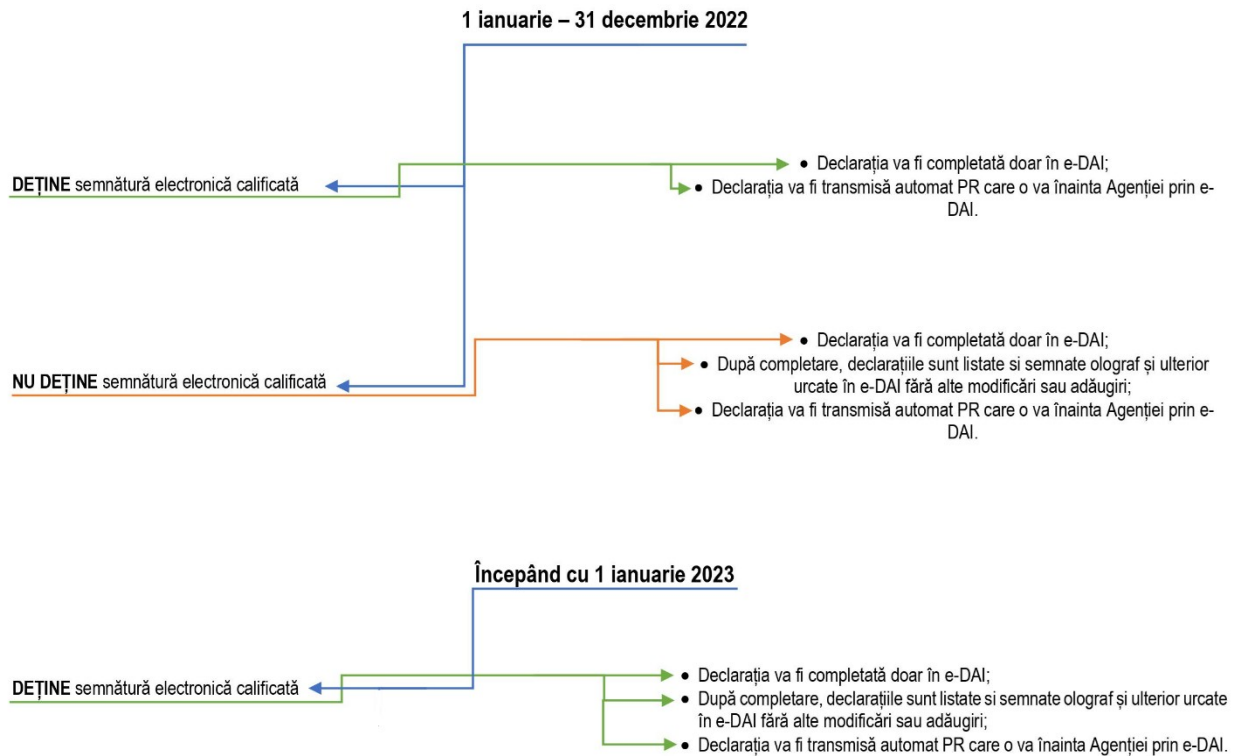 1 ianuarie – 31 decembrie 2022
DEȚINE semnătură electronică calificată
• Declarația va fi completată doar în e-DAI;
• Declarația va fi transmisă automat PR care o va înainta Agenției prin e-
DAI.
NU DEȚINE semnătură electronică calificată
• Declarația va fi completată doar în e-DAI;
• După completare, declarațiile sunt listate si semnate olograf și ulterior
urcate în e-DAI fără alte modificări sau adăugiri;
• Declarația va fi transmisă automat PR care o va înainta Agenției prin e-
DAI.
Începând cu 1 ianuarie 2023
DEȚINE semnătură electronică calificată
• Declarația va fi completată doar în e-DAI;
• După completare, declarațiile sunt listate si semnate olograf și ulterior urcate
în e-DAI fără alte modificări sau adăugiri;
• Declarația va fi transmisă automat PR care o va înainta Agenției prin e-DAI.